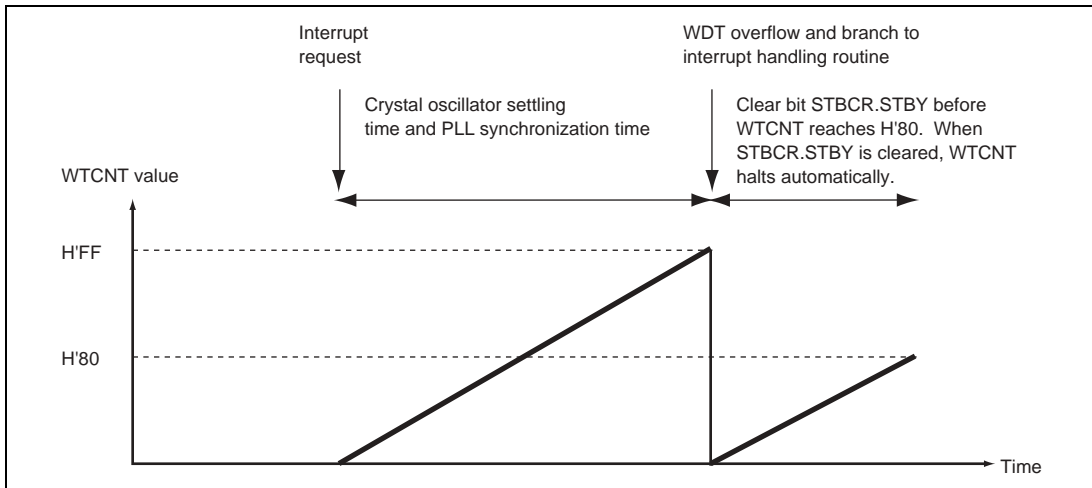 Interrupt
request
WDT overflow and branch to
interrupt handling routine
Crystal oscillator settling
time and PLL synchronization time
Clear bit STBCR.STBY before
WTCNT reaches H'80.  When
STBCR.STBY is cleared, WTCNT
halts automatically.
WTCNT value
H'FF
H'80
Time